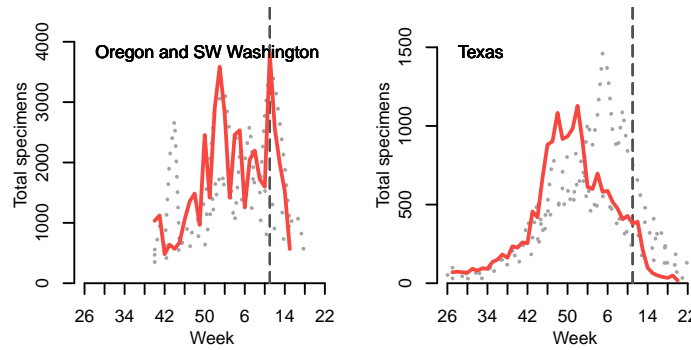 Oregon and SW Washington
Total specimens
0
1000
2000
3000
4000
26 34 42 50 6 14 22
Week
Texas
Total specimens
0
500
1000
1500
26 34 42 50 6 14 22
Week